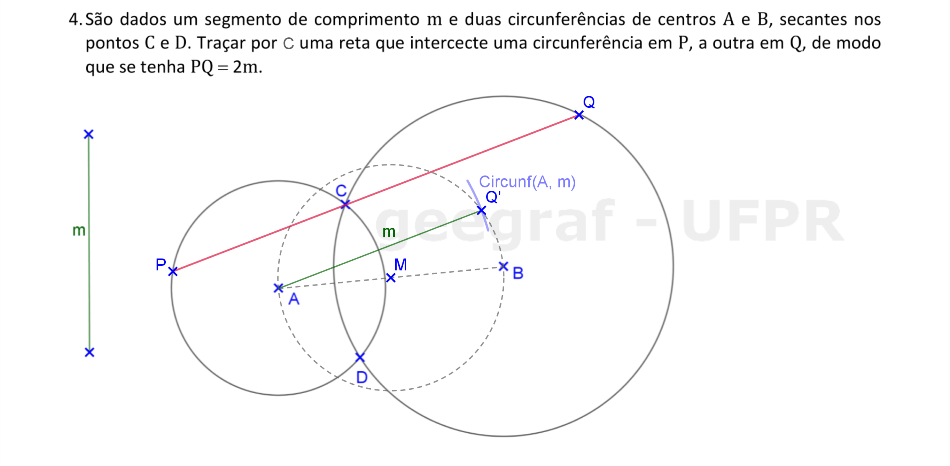 4. São dados um segmento de comprimento m e duas circunferências de centros A e B, secantes nos
pontos C e D. Traçar por C uma reta que intercecte uma circunferência em P, a outra em Q, de modo
que se tenha PQ = 2m.
Q
Circunf(A, m)
C
Q'
geegraf - UFPR
m
m
P
M
B
A
D